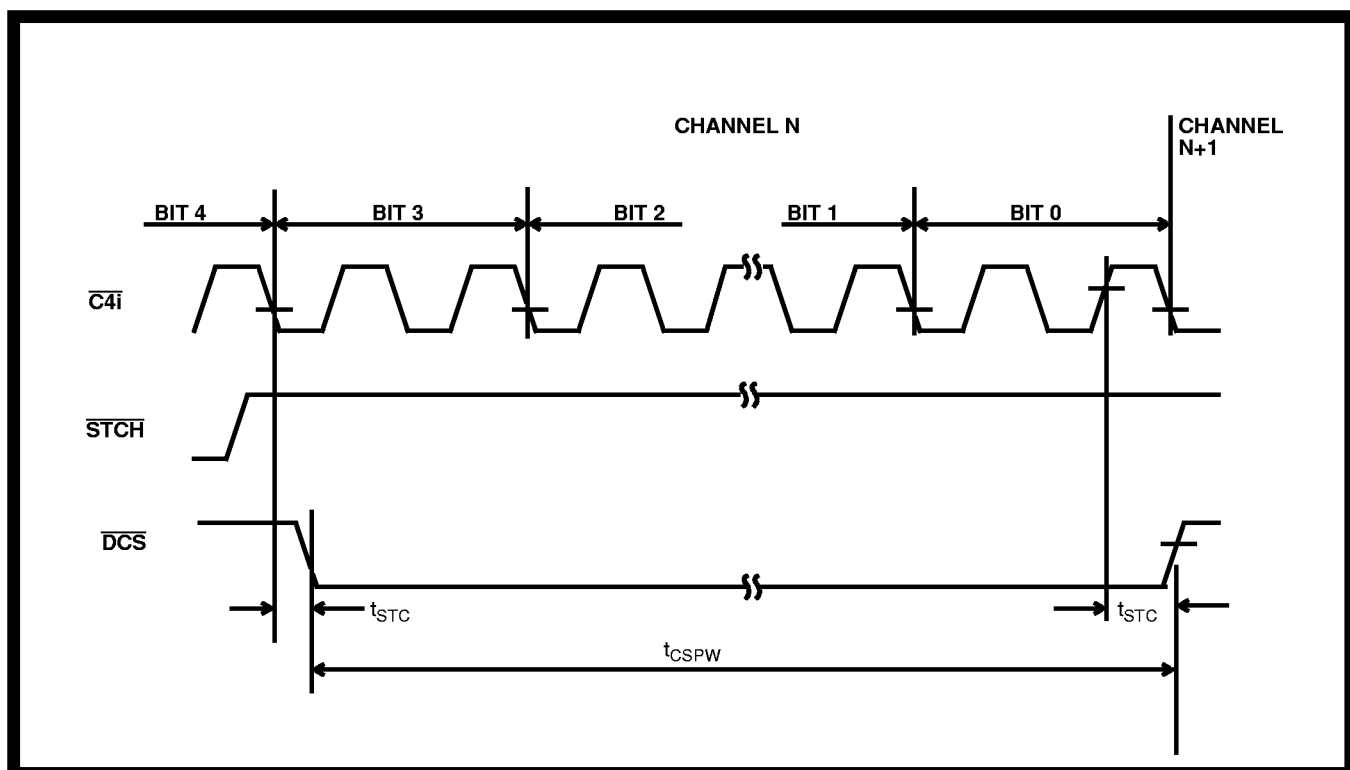 CHANNEL N
CHANNEL
N+1
BIT 4
BIT 3
BIT 2
BIT 1
BIT 0
C4i
STCH
DCS
tSTC
tSTC
tCSPW